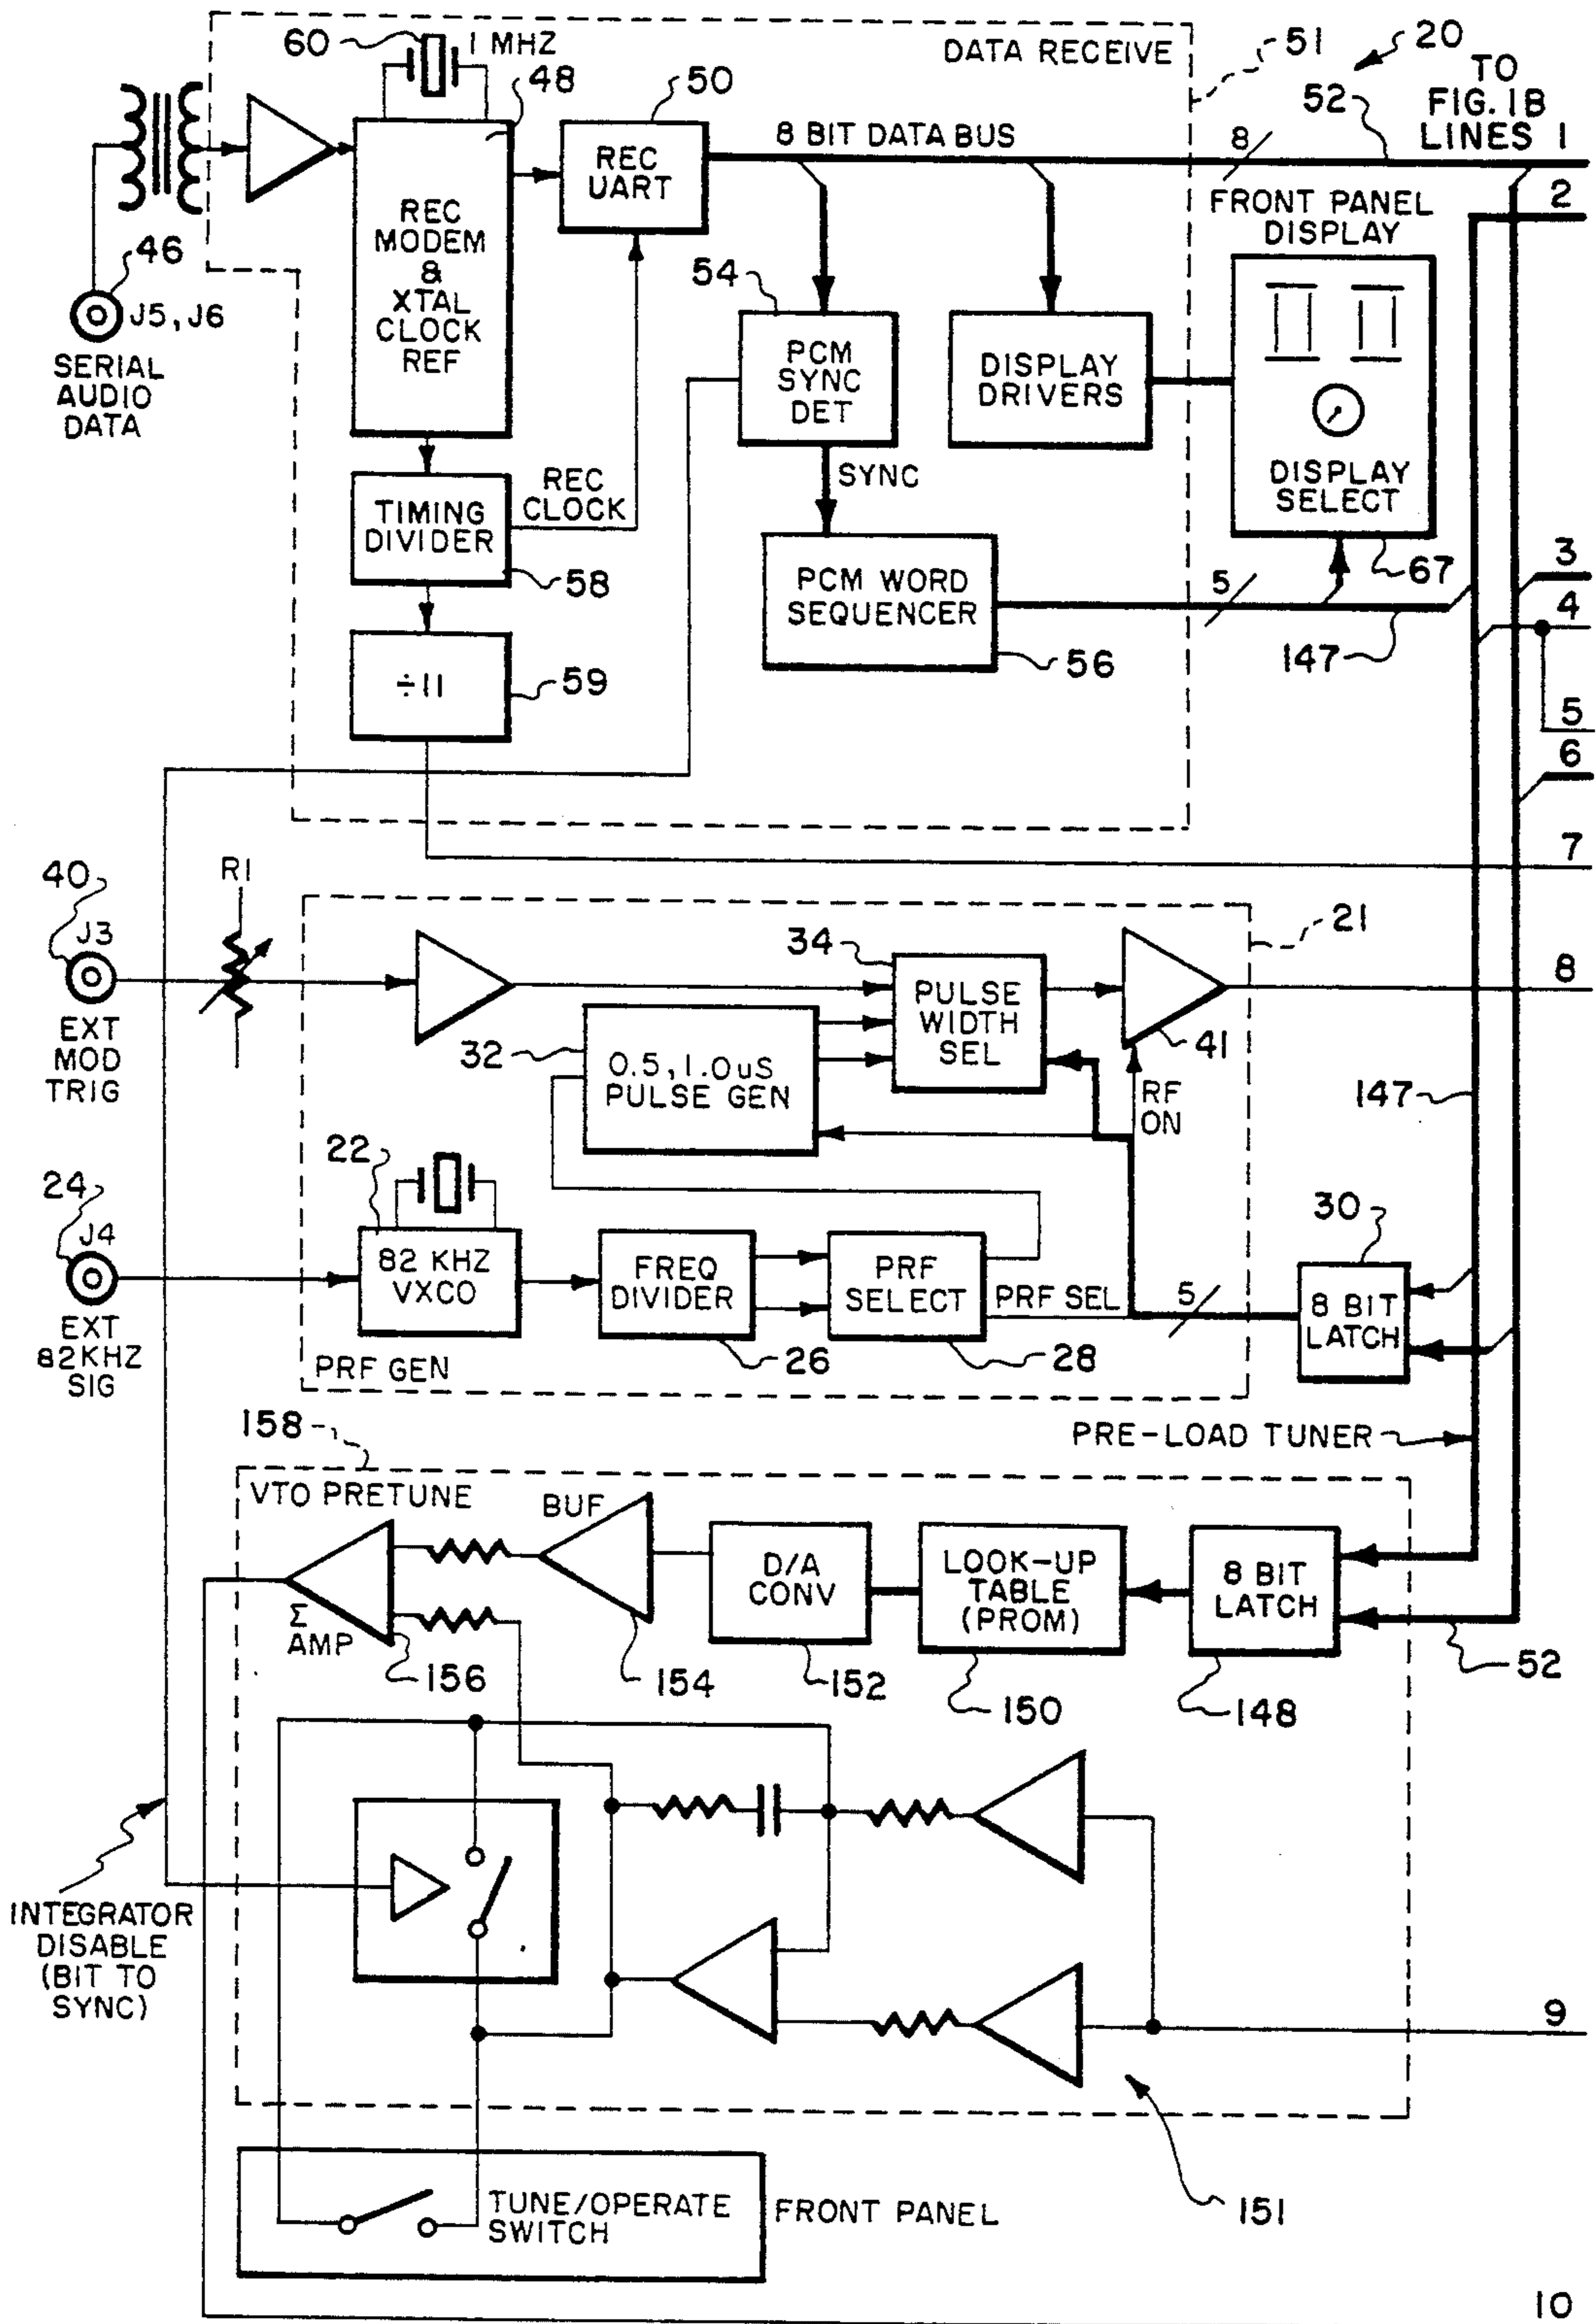 60
1 MHZ
DATA RECEIVE
51
20
TO
FIG. 1B
LINES 1
48
50
52
8 BIT DATA BUS
8
REC
UART
2
FRONT PANEL
DISPLAY
REC
MODEM
&
XTAL
CLOCK
REF
46
J5, J6
SERIAL
AUDIO
DATA
54
PCM
SYNC
DET
DISPLAY
DRIVERS
DISPLAY
SELECT
67
SYNC
REC
CLOCK
TIMING
DIVIDER
58
PCM WORD
SEQUENCER
56
5
147
3
4
5
6
÷11
59
7
40
J3
EXT
MOD
TRIG
R1
21
34
PULSE
WIDTH
SEL
41
8
32
0.5, 1.0 uS
PULSE GEN
RF
ON
147
22
24
J4
EXT
82KHZ
SIG
82 KHZ
VXCO
FREQ
DIVIDER
26
PRF
SELECT
28
PRF SEL
5
30
8 BIT
LATCH
PRF GEN
158
PRE-LOAD TUNER
VTO PRETUNE
BUF
Σ
AMP
156
154
D/A
CONV
152
LOOK-UP
TABLE
(PROM)
150
8 BIT
LATCH
148
52
INTEGRATOR
DISABLE
(BIT TO
SYNC)
9
151
TUNE/OPERATE
SWITCH
FRONT PANEL
10